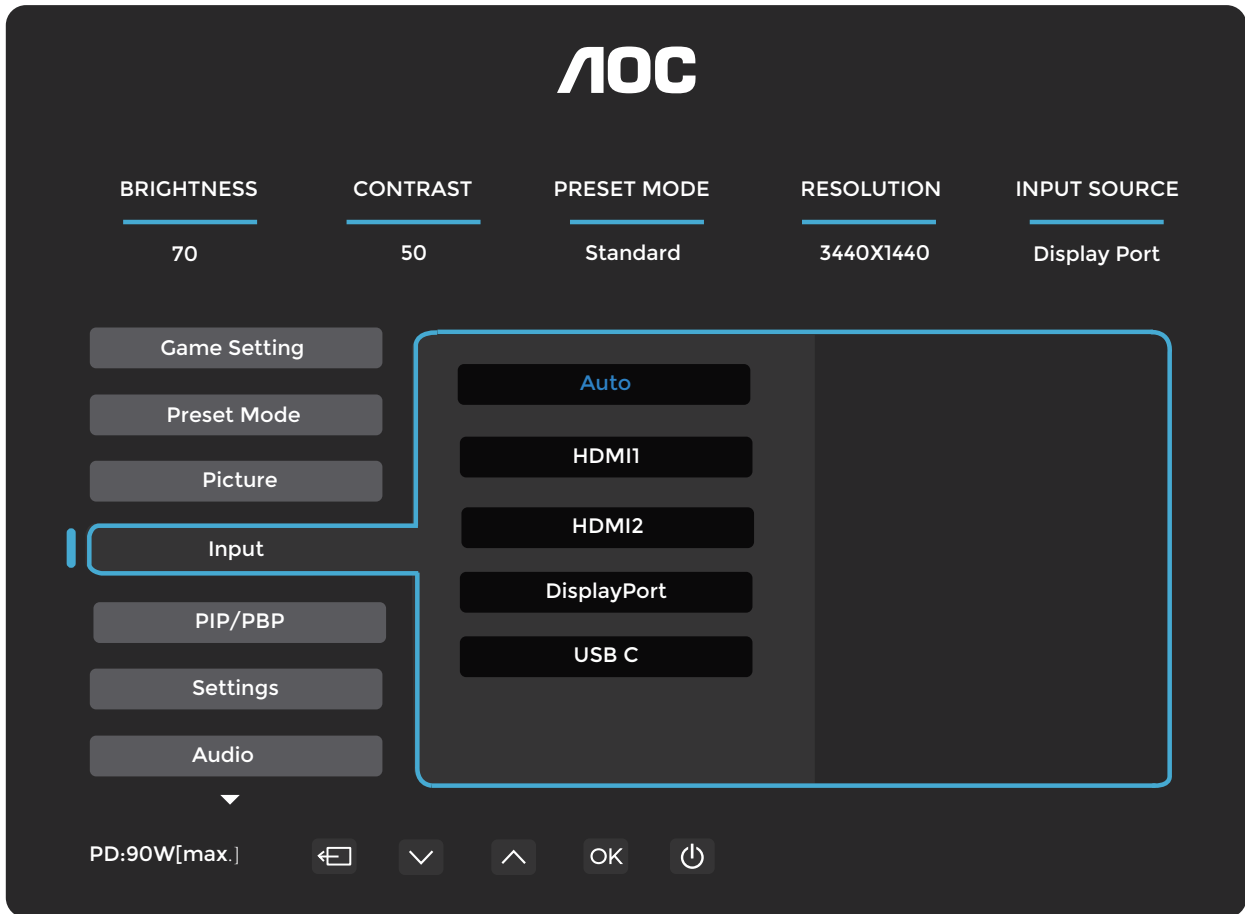 AOC
BRIGHTNESS CONTRAST PRESET MODE RESOLUTION INPUT SOURCE
70 50 Standard 3440X1440 Display Port
Game Setting
Preset Mode
Picture
Input
PIP/PBP
Settings
Audio
Auto
HDMI1
HDMI2
DisplayPort
USB C
PD:90W[max.] OK